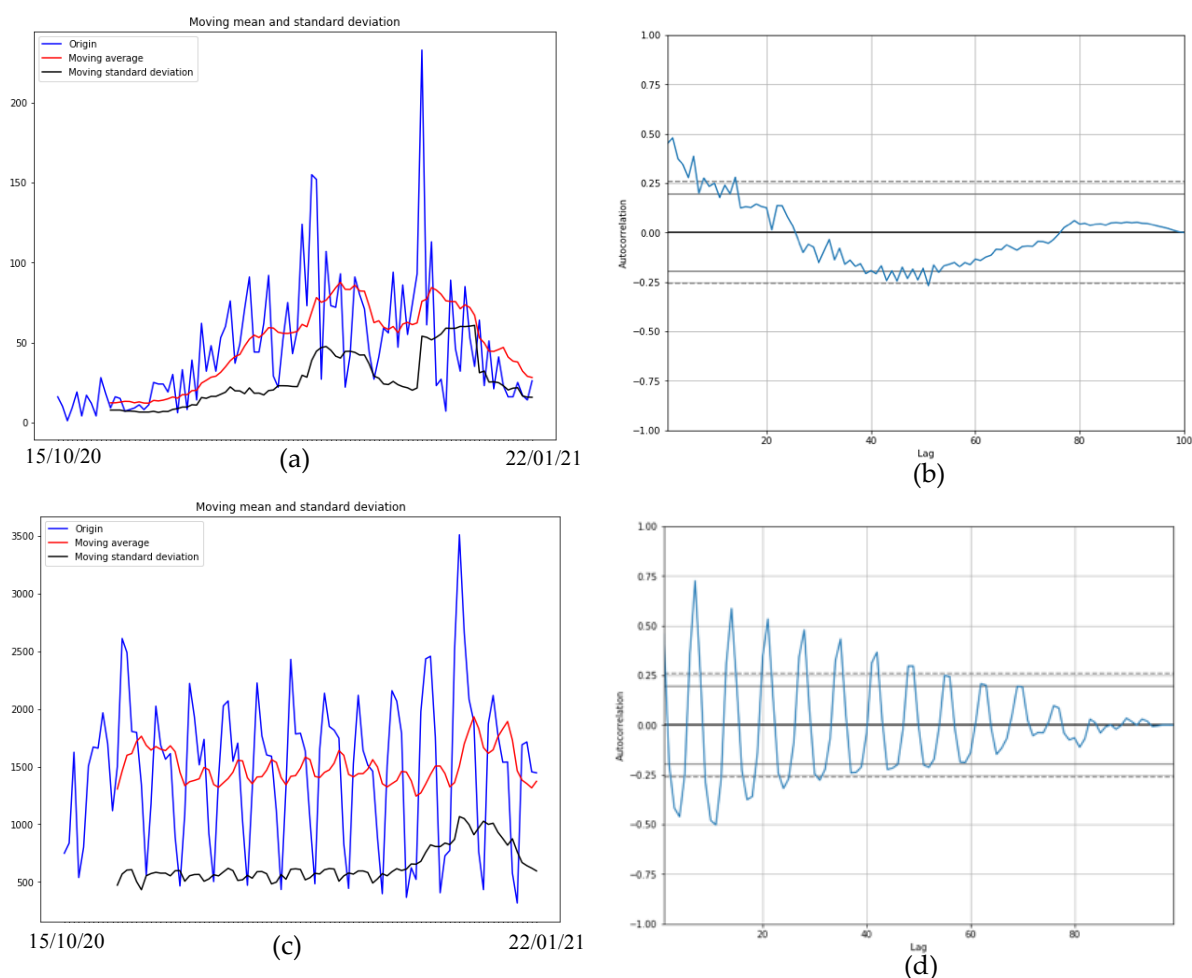 Moving mean and standard deviation
Origin
Moving average
Moving standard deviation
200
150
100
50
0
15/10/20
(a)
22/01/21
1.00
0.75
0.50
0.25
0.00
−0.25
−0.50
−0.75
−1.00
Autocorrelation
20
40
60
80
100
Lag
(b)
Moving mean and standard deviation
Origin
Moving average
Moving standard deviation
3500
3000
2500
2000
1500
1000
500
15/10/20
(c)
22/01/21
1.00
0.75
0.50
0.25
0.00
−0.25
−0.50
−0.75
−1.00
Autocorrelation
20
40
60
80
Lag
(d)